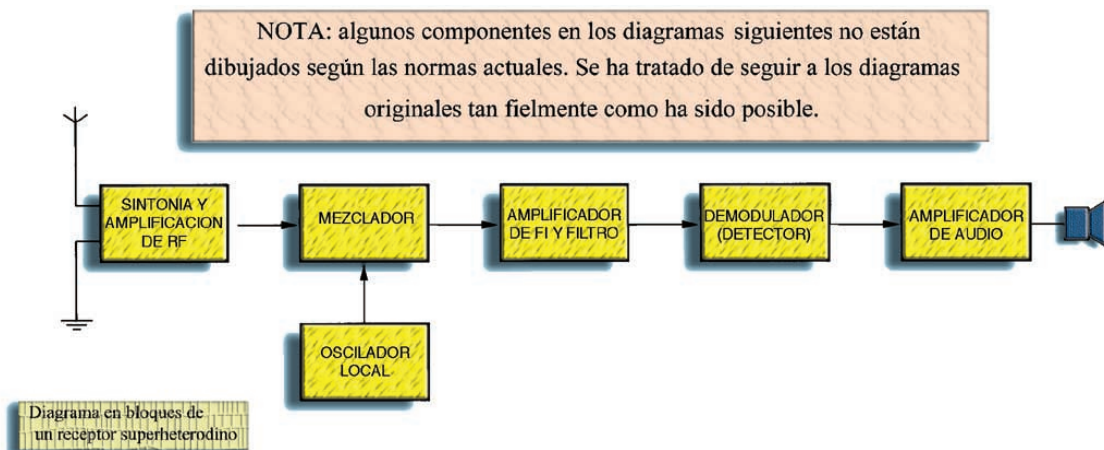 NOTA: algunos componentes en los diagramas siguientes no están
dibujados según las normas actuales. Se ha tratado de seguir a los diagramas
originales tan fielmente como ha sido posible.
SINTONIA Y
AMPLIFICACION
DE RF
MEZCLADOR
AMPLIFICADOR
DE FI Y FILTRO
DEMODULADOR
(DETECTOR)
AMPLIFICADOR
DE AUDIO
OSCILADOR
LOCAL
Diagrama en bloques de
un receptor superheterodino